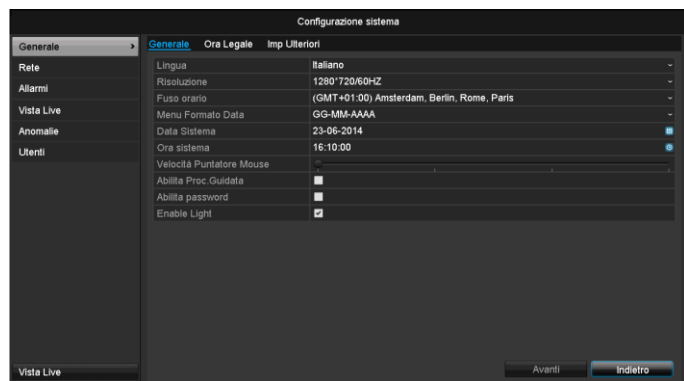 Configurazione sistema
Generale >
Rete
Allarmi
Vista Live
Anomalie
Utenti
Vista Live
Generale Ora Legale Imp Ulteriori
Lingua Italiano
Risoluzione 1280*720/60HZ
Fuso orario (GMT+01:00) Amsterdam, Berlin, Rome, Paris
Menu Formato Data GG-MM-AAAA
Data Sistema 23-06-2014
Ora sistema 16:10:00
Velocità Puntatore Mouse
Abilita Proc.Guidata
Abilita password
Enable Light
Avanti Indietro